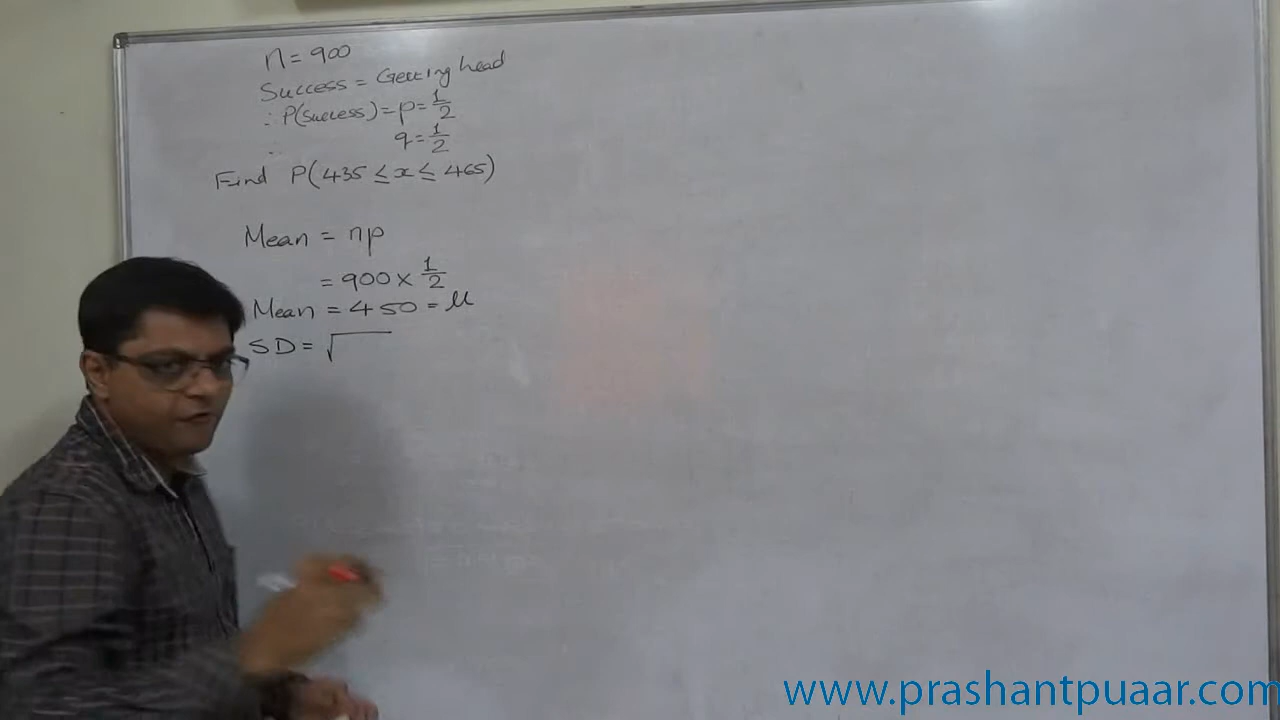 n = 900
Success = Getting head
∴ P(success) = p = 1/2
∴ q = 1/2
Find P(435 ≤ x ≤ 465)
Mean = np
= 900 × 1/2
Mean = 450 = μ
SD = √
www.prashantpuaar.com